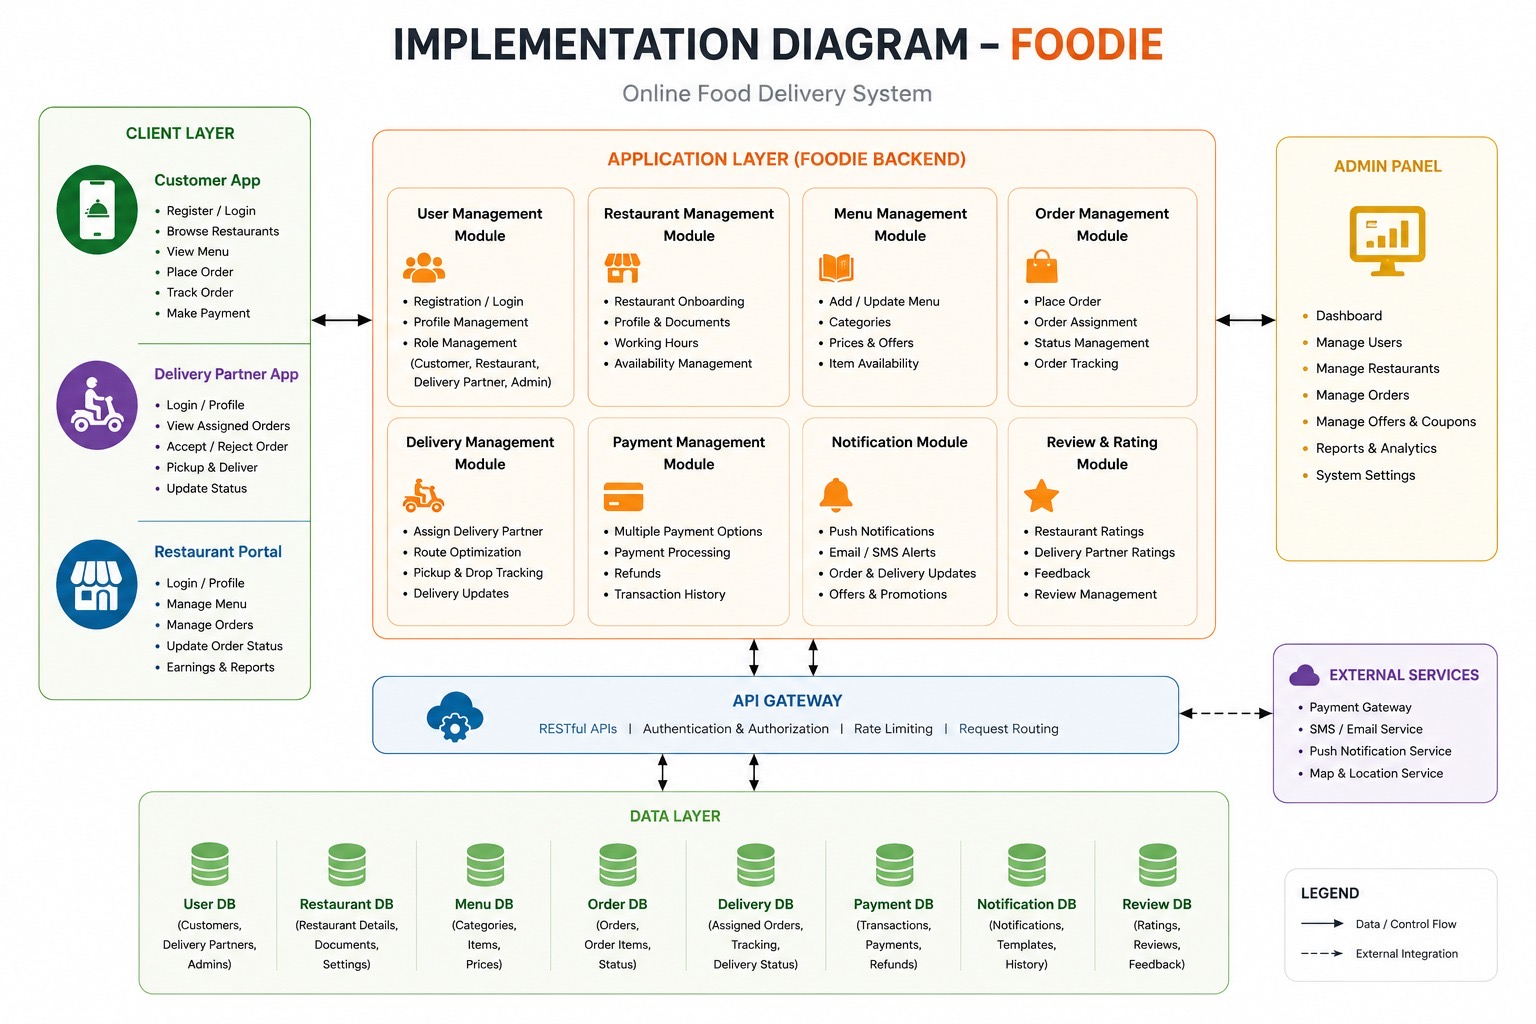 IMPLEMENTATION DIAGRAM – FOODIE
Online Food Delivery System
CLIENT LAYER
Customer App
• Register / Login
• Browse Restaurants
• View Menu
• Place Order
• Track Order
• Make Payment
Delivery Partner App
• Login / Profile
• View Assigned Orders
• Accept / Reject Order
• Pickup & Deliver
• Update Status
Restaurant Portal
• Login / Profile
• Manage Menu
• Manage Orders
• Update Order Status
• Earnings & Reports
APPLICATION LAYER (FOODIE BACKEND)
User Management
Module
• Registration / Login
• Profile Management
• Role Management
(Customer, Restaurant,
Delivery Partner, Admin)
Restaurant Management
Module
• Restaurant Onboarding
• Profile & Documents
• Working Hours
• Availability Management
Menu Management
Module
• Add / Update Menu
• Categories
• Prices & Offers
• Item Availability
Order Management
Module
• Place Order
• Order Assignment
• Status Management
• Order Tracking
Delivery Management
Module
• Assign Delivery Partner
• Route Optimization
• Pickup & Drop Tracking
• Delivery Updates
Payment Management
Module
• Multiple Payment Options
• Payment Processing
• Refunds
• Transaction History
Notification Module
• Push Notifications
• Email / SMS Alerts
• Order & Delivery Updates
• Offers & Promotions
Review & Rating
Module
• Restaurant Ratings
• Delivery Partner Ratings
• Feedback
• Review Management
ADMIN PANEL
• Dashboard
• Manage Users
• Manage Restaurants
• Manage Orders
• Manage Offers & Coupons
• Reports & Analytics
• System Settings
API GATEWAY
RESTful APIs | Authentication & Authorization | Rate Limiting | Request Routing
EXTERNAL SERVICES
• Payment Gateway
• SMS / Email Service
• Push Notification Service
• Map & Location Service
DATA LAYER
User DB
(Customers,
Delivery Partners,
Admins)
Restaurant DB
(Restaurant Details,
Documents,
Settings)
Menu DB
(Categories,
Items,
Prices)
Order DB
(Orders,
Order Items,
Status)
Delivery DB
(Assigned Orders,
Tracking,
Delivery Status)
Payment DB
(Transactions,
Payments,
Refunds)
Notification DB
(Notifications,
Templates,
History)
Review DB
(Ratings,
Reviews,
Feedback)
LEGEND
Data / Control Flow
External Integration